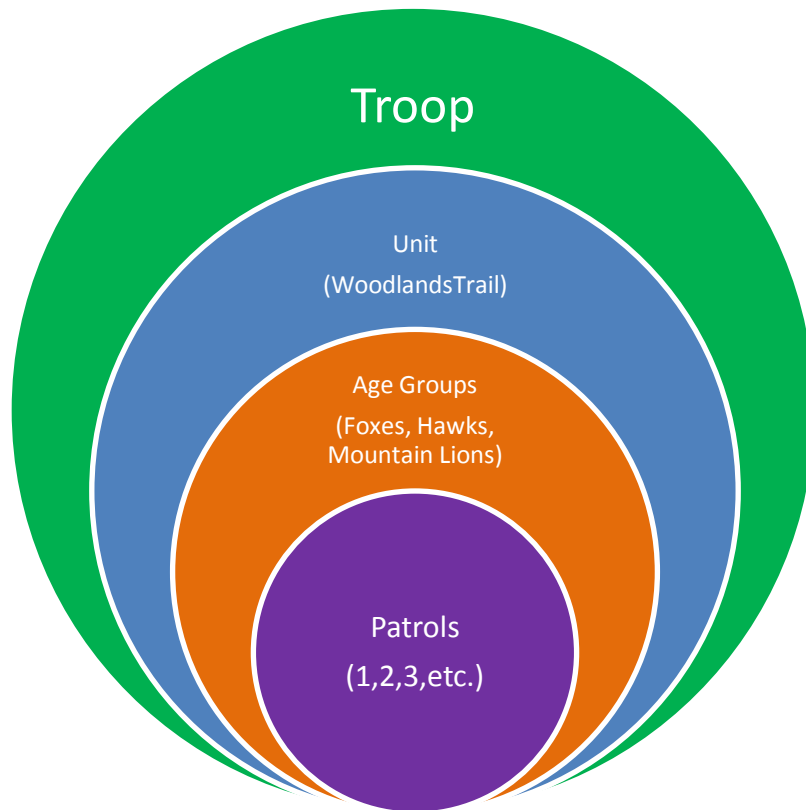 Troop
Unit
(WoodlandsTrail)
Age Groups
(Foxes, Hawks,
Mountain Lions)
Patrols
(1,2,3,etc.)